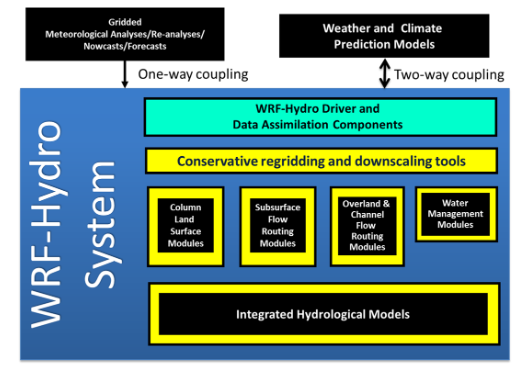 Gridded
Meteorological Analyses/Re-analyses/
Nowcasts/Forecasts
Weather and Climate
Prediction Models
One-way coupling
Two-way coupling
WRF-Hydro
System
WRF-Hydro Driver and
Data Assimilation Components
Conservative regridding and downscaling tools
Column
Land
Surface
Modules
Subsurface
Flow
Routing
Modules
Overland &
Channel
Flow
Routing
Modules
Water
Management
Modules
Integrated Hydrological Models